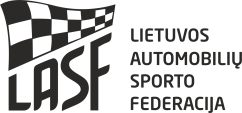 LASF
LIETUVOS
AUTOMOBILIŲ
SPORTO
FEDERACIJA